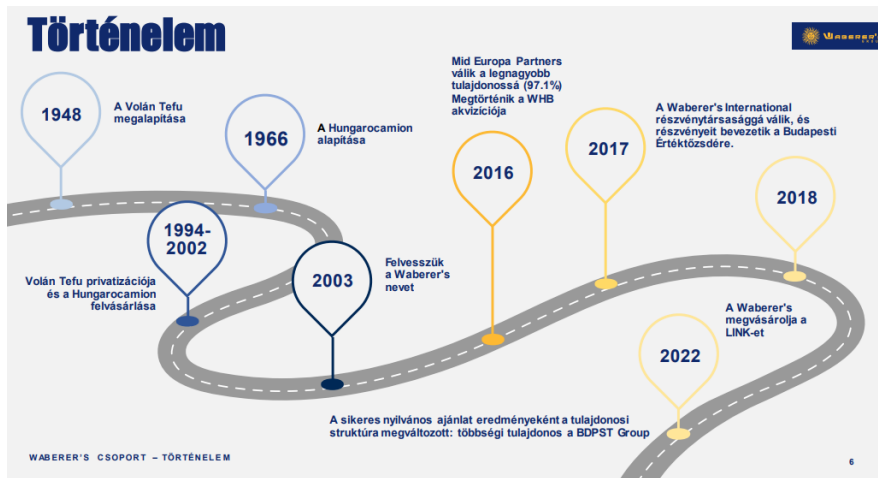 Történelem
WABERER'S
1948
A Volán Tefu
megalapítása
1966
A Hungarocamion
alapítása
1994-
2002
Volán Tefu privatizációja
és a Hungarocamion
felvásárlása
2003
Felvesszük
a Waberer's
nevet
Mid Europa Partners
válik a legnagyobb
tulajdonossá (97.1%)
Megtörténik a WHB
akvizíciója
2016
2017
A Waberer's International
részvénytársasággá válik, és
részvényeit bevezetik a Budapesti
Értéktőzsdére.
2018
A Waberer's
megvásárolja a
LINK-et
2022
A sikeres nyilvános ajánlat eredményeként a tulajdonosi
struktúra megváltozott: többségi tulajdonos a BDPST Group
WABERER'S CSOPORT – TÖRTÉNELEM
6